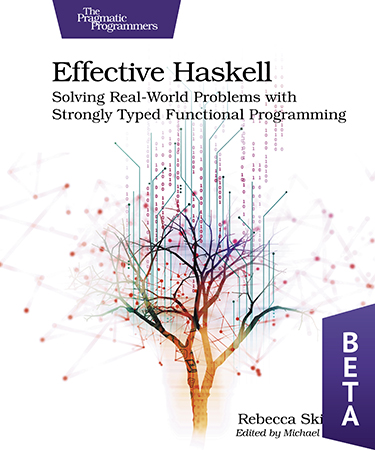 The
Pragmatic
Programmers
Effective Haskell
Solving Real-World Problems with
Strongly Typed Functional Programming
Rebecca
Edited by Michael
BETA